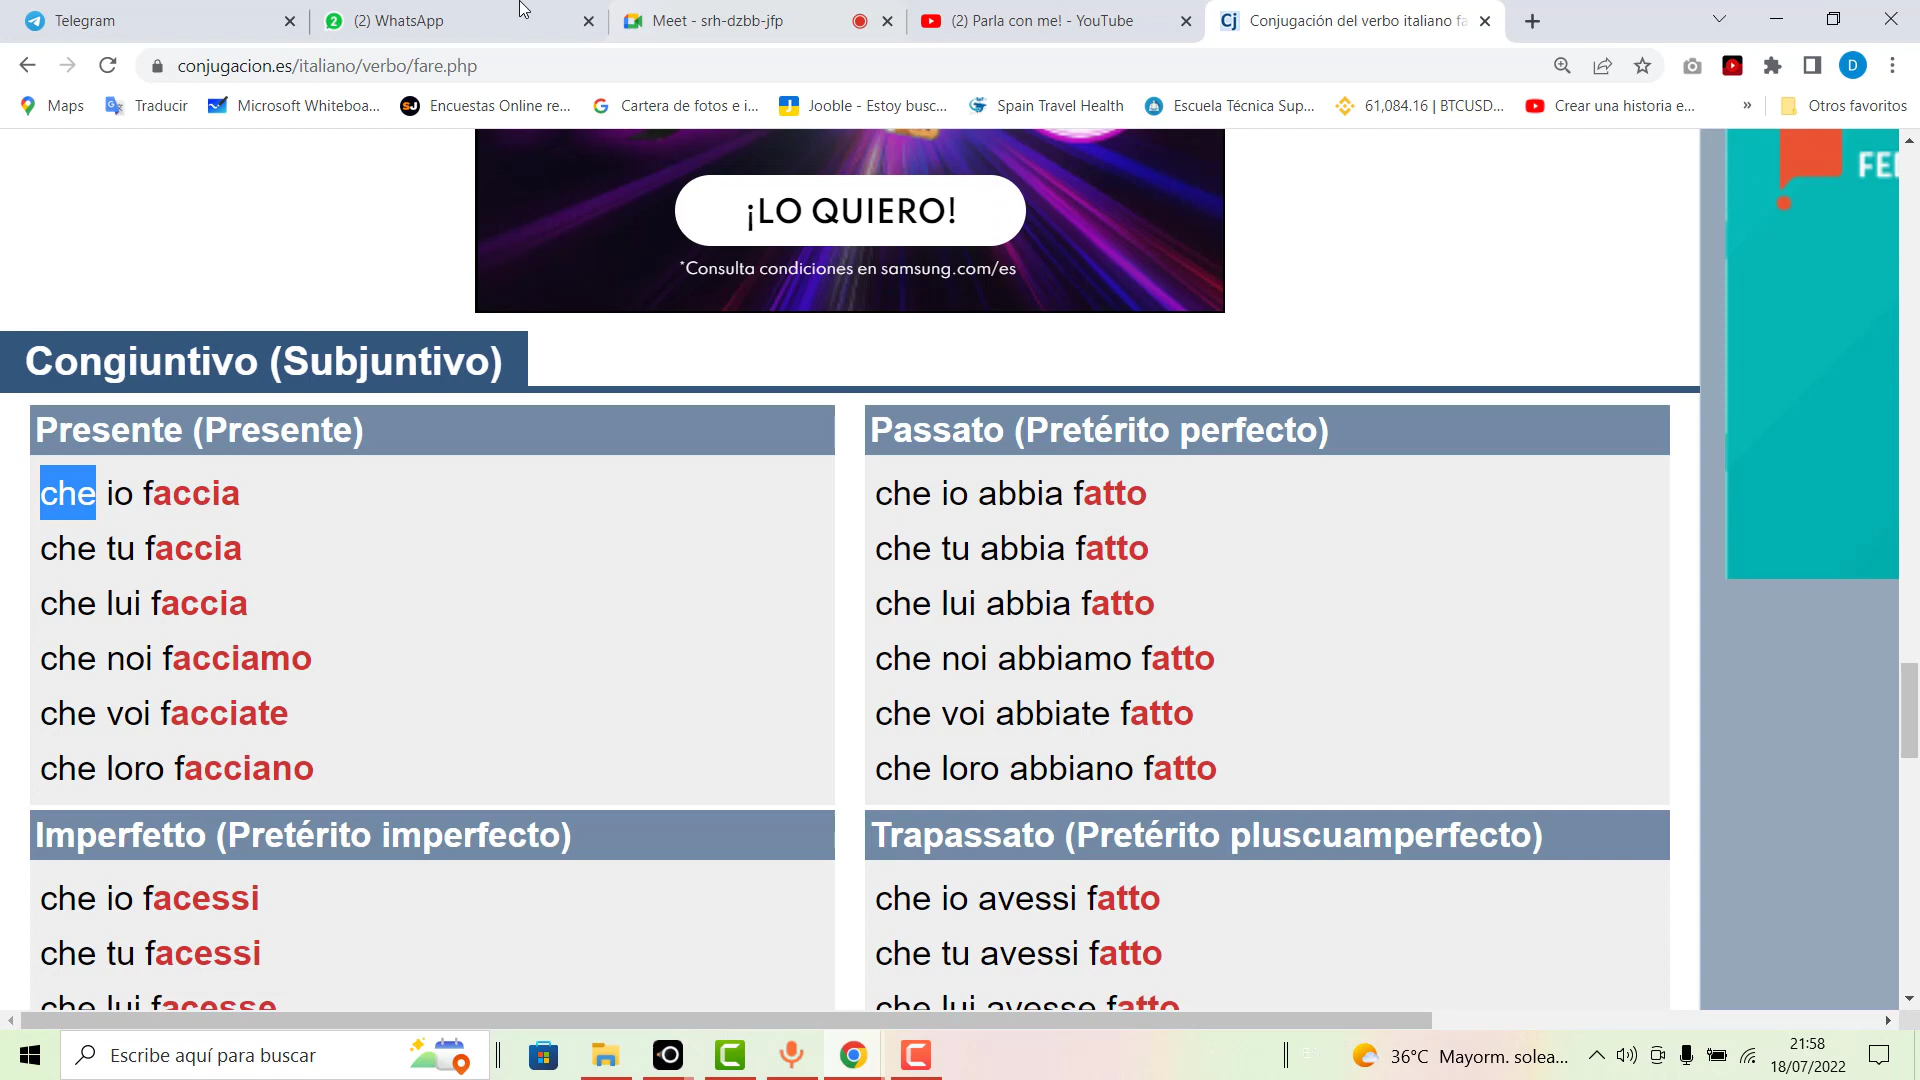 Telegram
(2) WhatsApp
Meet - srh-dzbb-jfp
(2) Parla con me! - YouTube
Conjugación del verbo italiano fa
conjugacion.es/italiano/verbo/fare.php
D
Maps
Traducir
Microsoft Whiteboa...
Encuestas Online re...
Cartera de fotos e i...
Jooble - Estoy busc...
Spain Travel Health
Escuela Técnica Sup...
61,084.16 | BTCUSD...
Crear una historia e...
»
Otros favoritos
¡LO QUIERO!
*Consulta condiciones en samsung.com/es
Congiuntivo (Subjuntivo)
Presente (Presente)
che io faccia
che tu faccia
che lui faccia
che noi facciamo
che voi facciate
che loro facciano
Passato (Pretérito perfecto)
che io abbia fatto
che tu abbia fatto
che lui abbia fatto
che noi abbiamo fatto
che voi abbiate fatto
che loro abbiano fatto
Imperfetto (Pretérito imperfecto)
che io facessi
che tu facessi
che lui facesse
Trapassato (Pretérito pluscuamperfecto)
che io avessi fatto
che tu avessi fatto
che lui avesse fatto
Escribe aquí para buscar
36°C Mayorm. solea...
21:58
18/07/2022